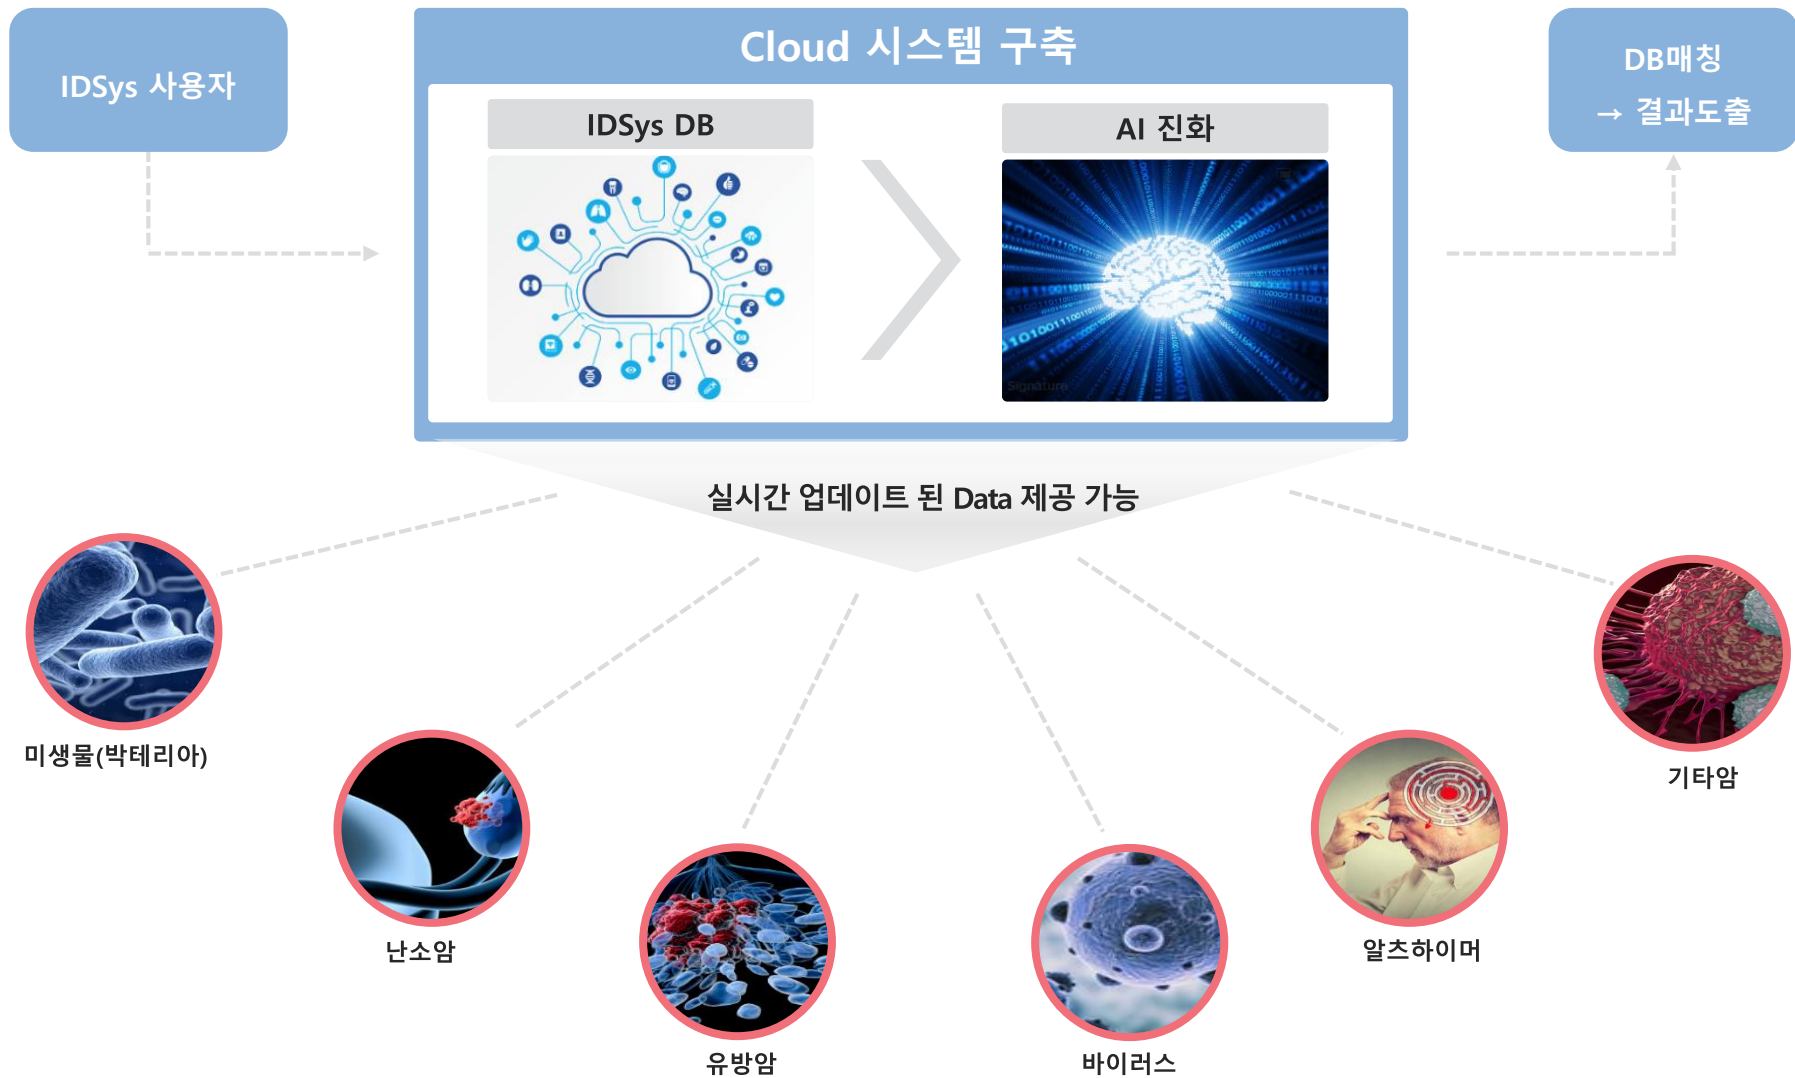 IDSys 사용자
Cloud 시스템 구축
DB매칭
→ 결과도출
IDSys DB
AI 진화
Signature
실시간 업데이트 된 Data 제공 가능
미생물(박테리아)
난소암
유방암
바이러스
알츠하이머
기타암